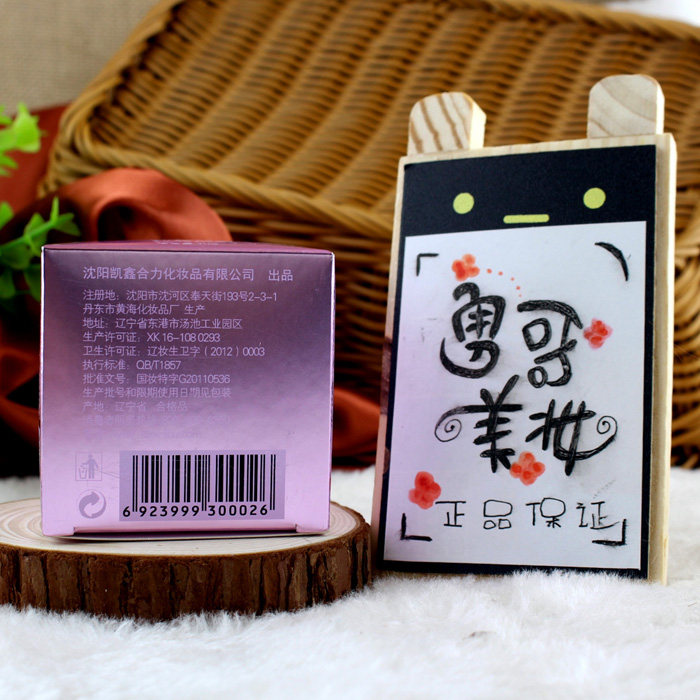 沈阳凯鑫合力化妆品有限公司 出品
注册地: 沈阳市沈河区奉天街193号2-3-1
丹东市黄海化妆品厂 生产
地址: 辽宁省东港市汤池工业园区
生产许可证: XK 16-108 0293
卫生许可证: 辽妆生卫字 (2012) 0003
执行标准: QB/T1857
批准文号: 国妆特字G20110536
生产批号和限期使用日期见包装
产地: 辽宁省 合格品
6 923999 300026
勇哥
美妆
正品保证